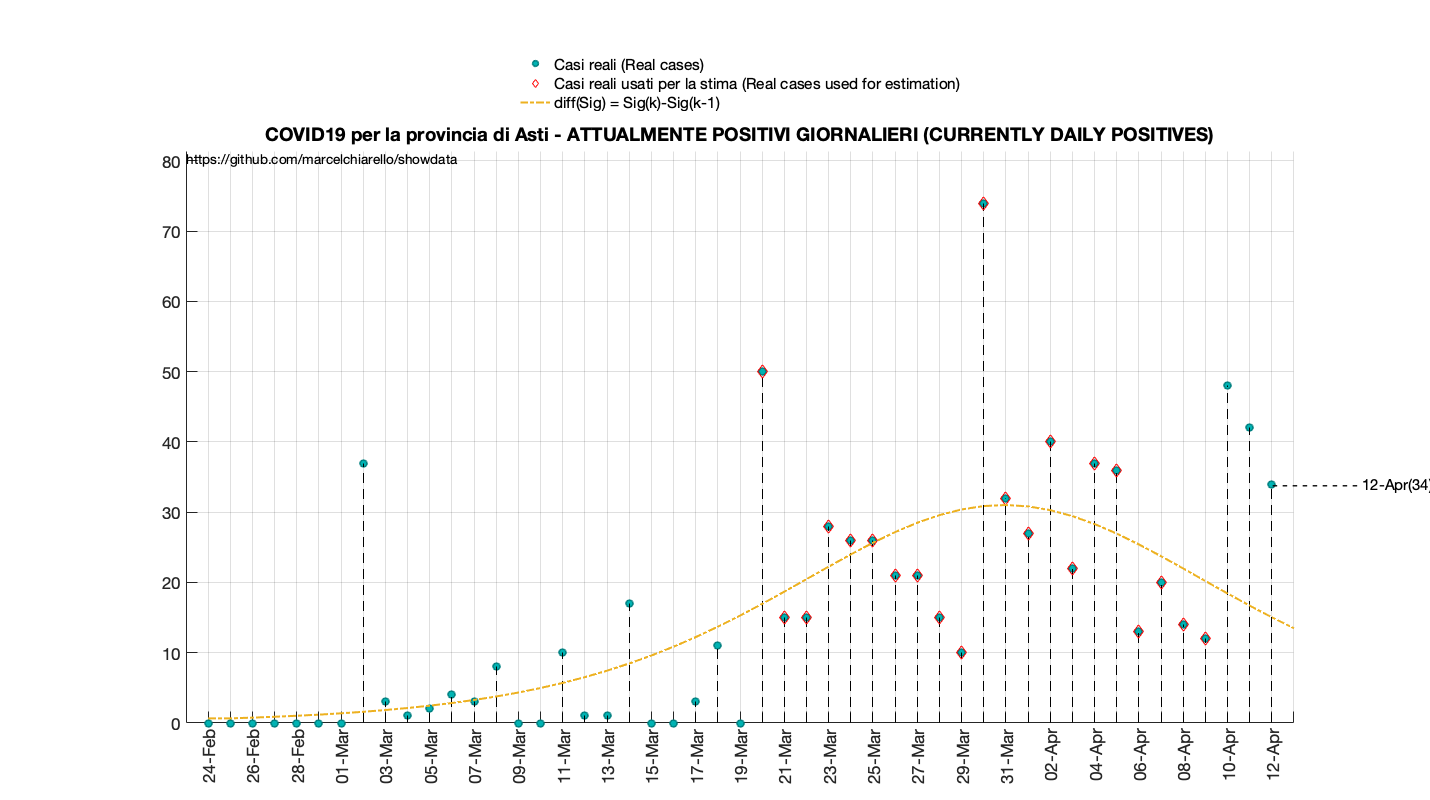 Casi reali (Real cases)
Casi reali usati per la stima (Real cases used for estimation)
diff(Sig) = Sig(k)-Sig(k-1)
COVID19 per la provincia di Asti - ATTUALMENTE POSITIVI GIORNALIERI (CURRENTLY DAILY POSITIVES)
https://github.com/marcelchiarello/showdata
80
70
60
50
40
30
20
10
0
12-Apr(34)
24-Feb
26-Feb
28-Feb
01-Mar
03-Mar
05-Mar
07-Mar
09-Mar
11-Mar
13-Mar
15-Mar
17-Mar
19-Mar
21-Mar
23-Mar
25-Mar
27-Mar
29-Mar
31-Mar
02-Apr
04-Apr
06-Apr
08-Apr
10-Apr
12-Apr